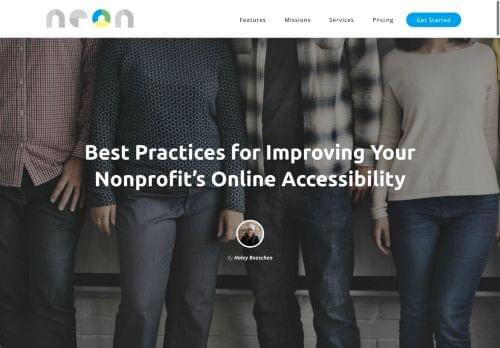 neon
Features Missions Services Pricing Get Started
Best Practices for Improving Your
Nonprofit's Online Accessibility
By Haley Boeschen